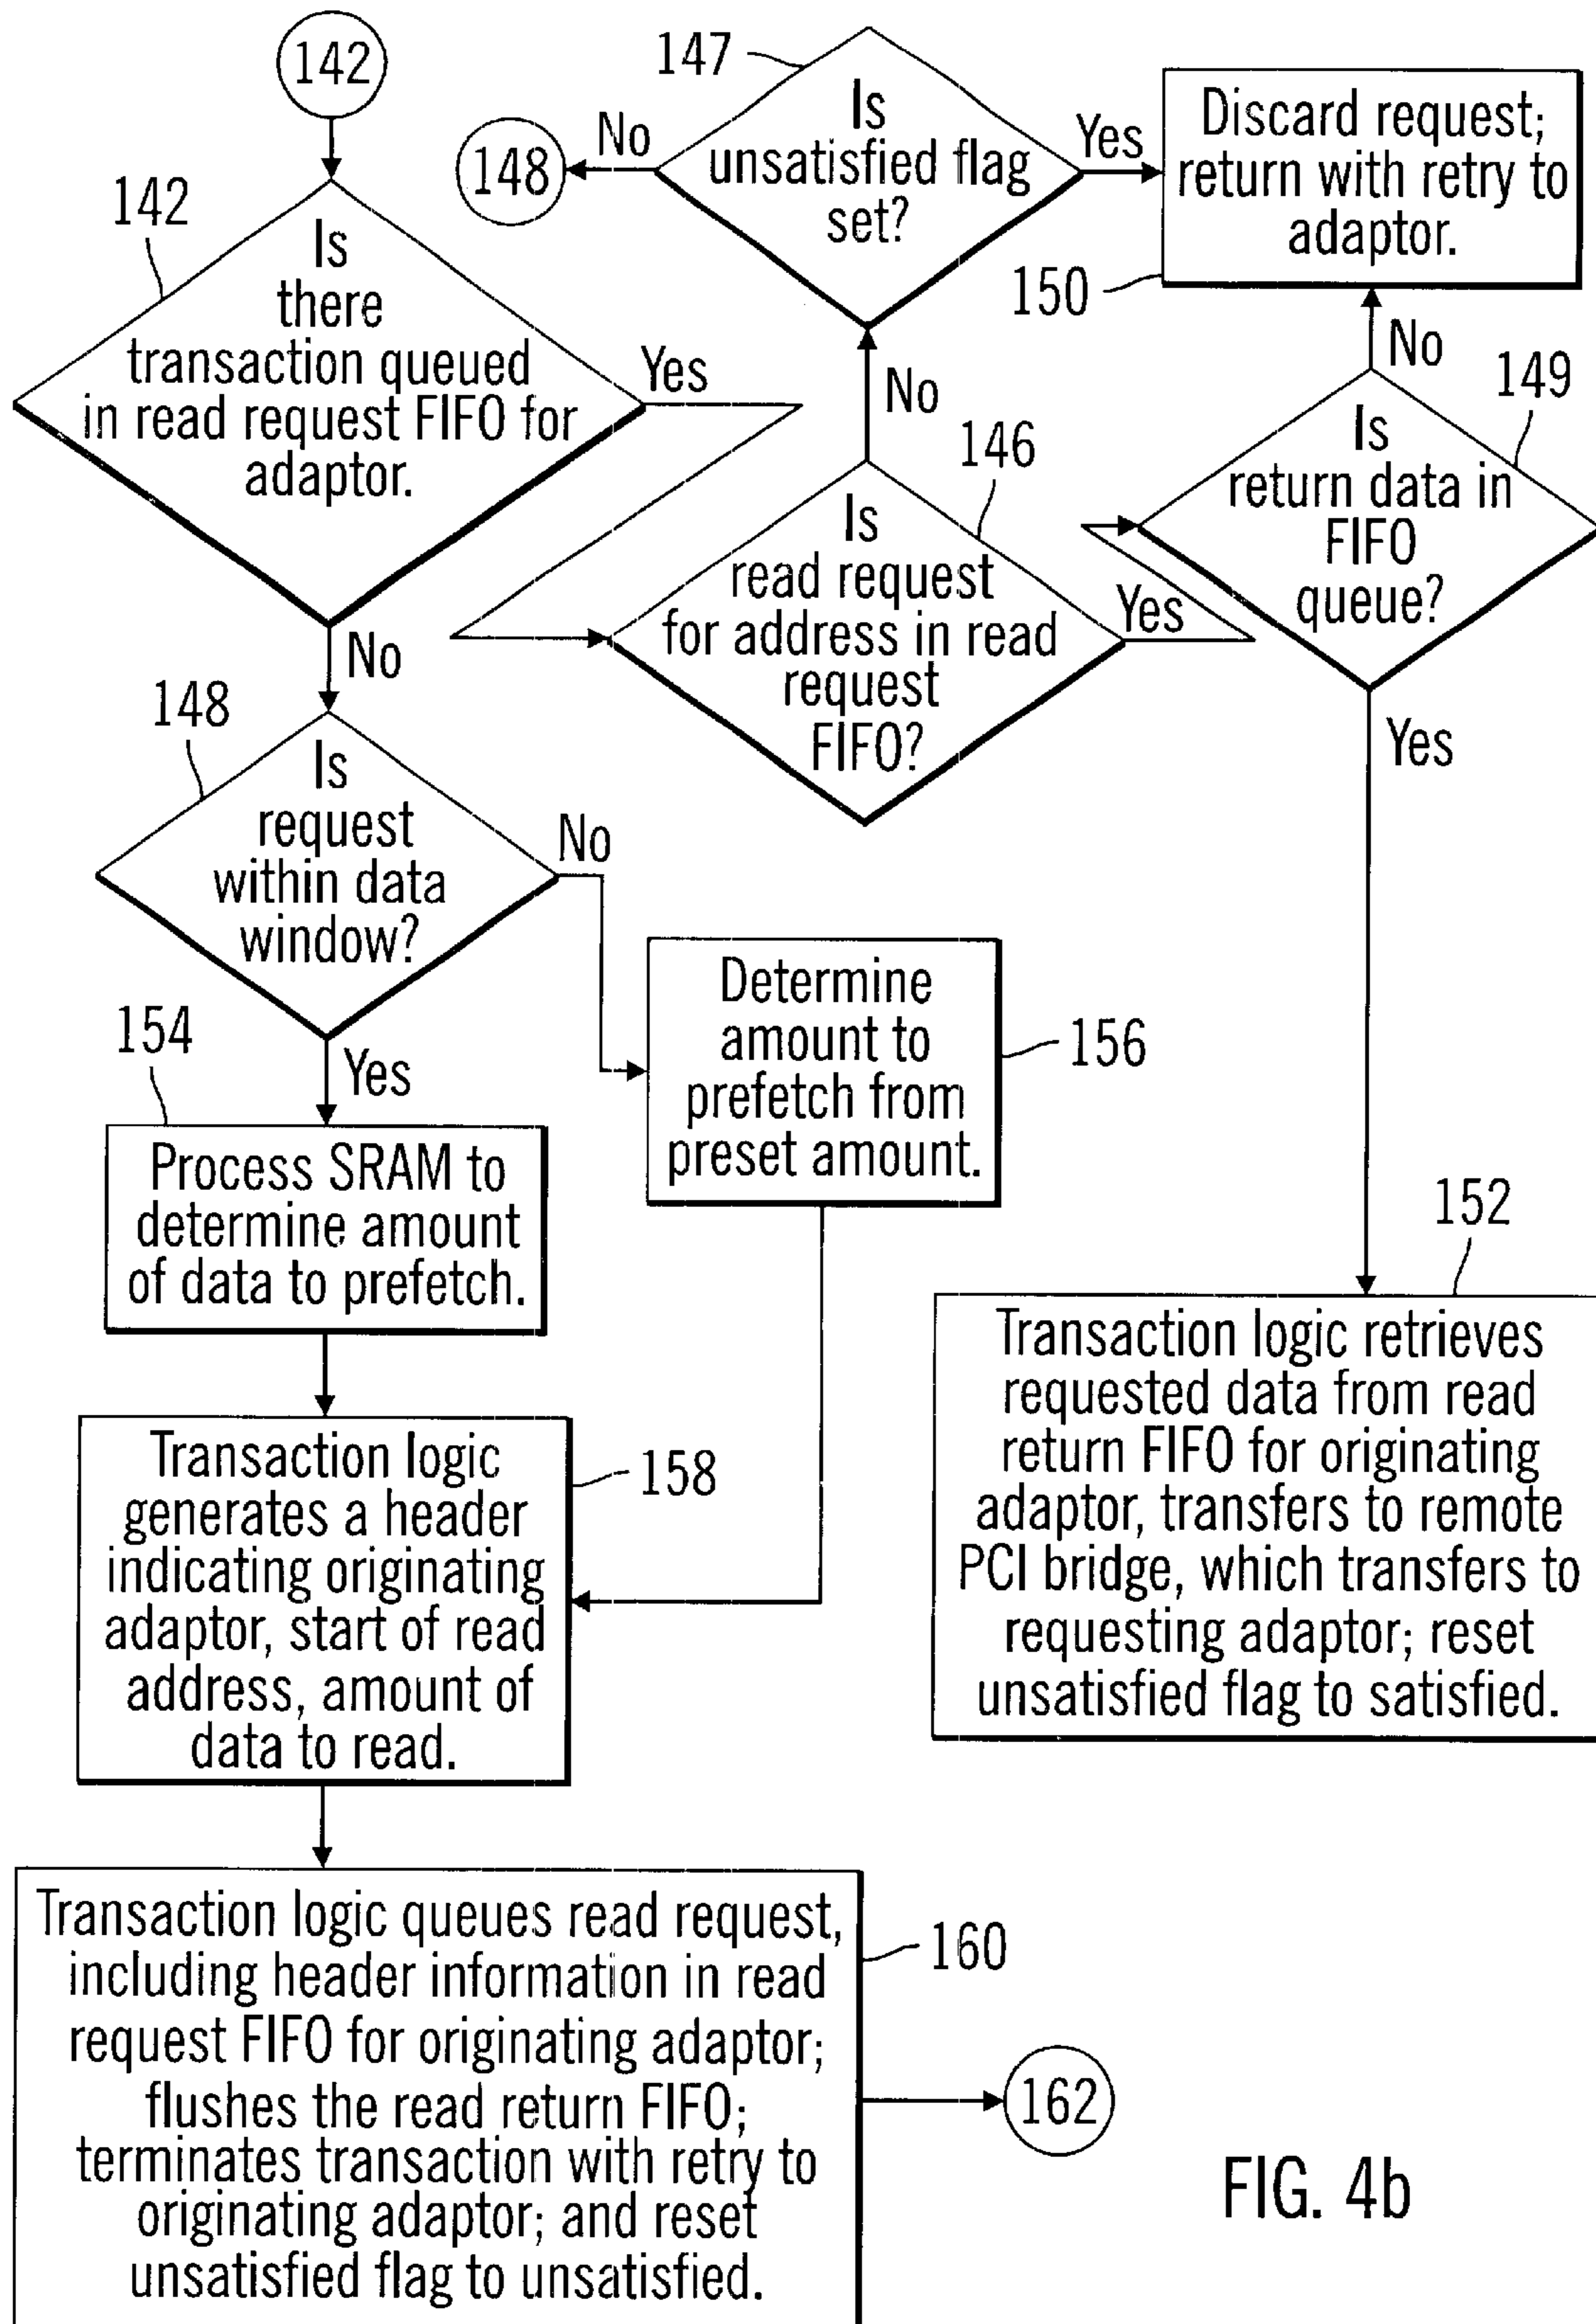 142
142
Is
there
transaction queued
in read request FIFO for
adaptor.
Yes
No
147
Is
unsatisfied flag
set?
No
148
Yes
Discard request;
return with retry to
adaptor.
150
No
146
Is
read request
for address in read
request
FIFO?
Yes
No
149
Is
return data in
FIFO
queue?
Yes
148
Is
request
within data
window?
No
Yes
Determine
amount to
prefetch from
preset amount.
156
154
Process SRAM to
determine amount
of data to prefetch.
152
Transaction logic retrieves
requested data from read
return FIFO for originating
adaptor, transfers to remote
PCI bridge, which transfers to
requesting adaptor; reset
unsatisfied flag to satisfied.
Transaction logic
generates a header
indicating originating
adaptor, start of read
address, amount of
data to read.
158
Transaction logic queues read request,
including header information in read
request FIFO for originating adaptor;
flushes the read return FIFO;
terminates transaction with retry to
originating adaptor; and reset
unsatisfied flag to unsatisfied.
160
162
FIG. 4b